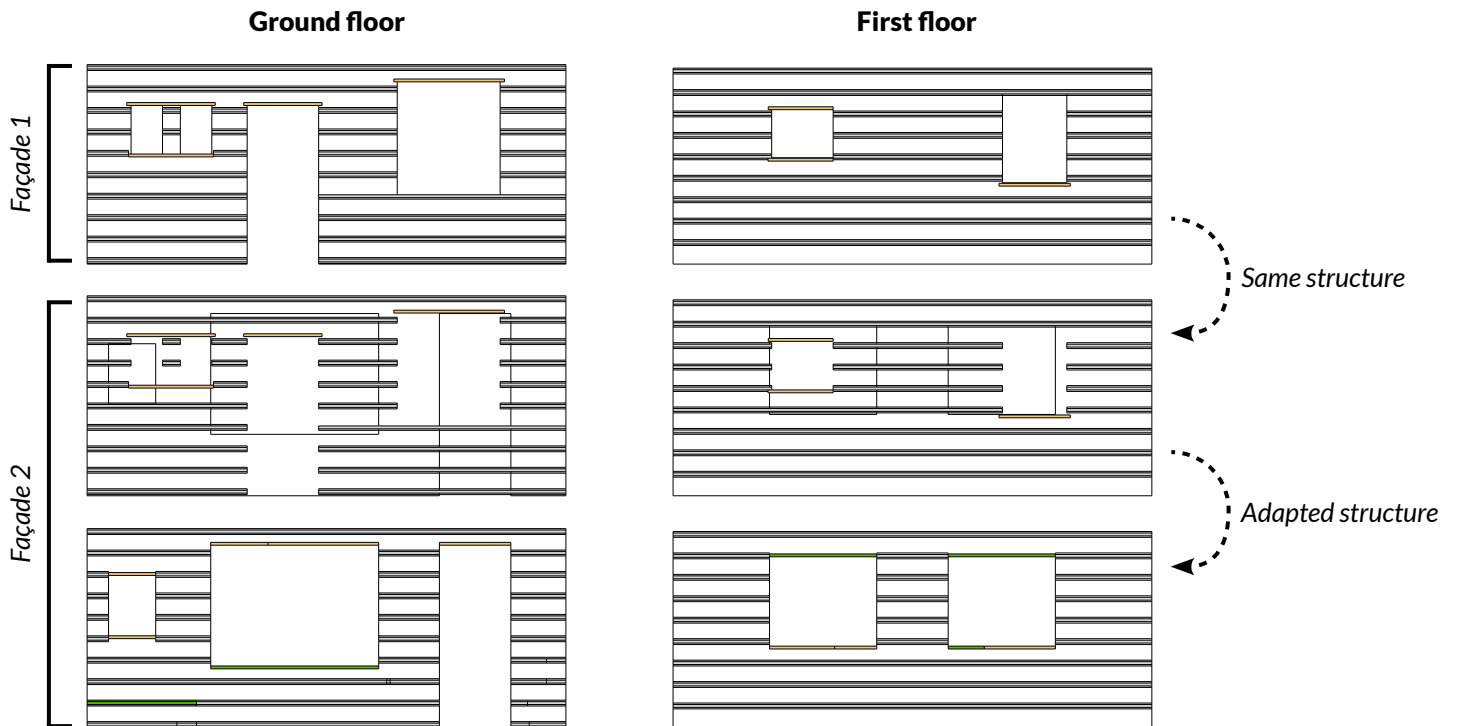 Ground floor
First floor
Façade 1
Same structure
Façade 2
Adapted structure